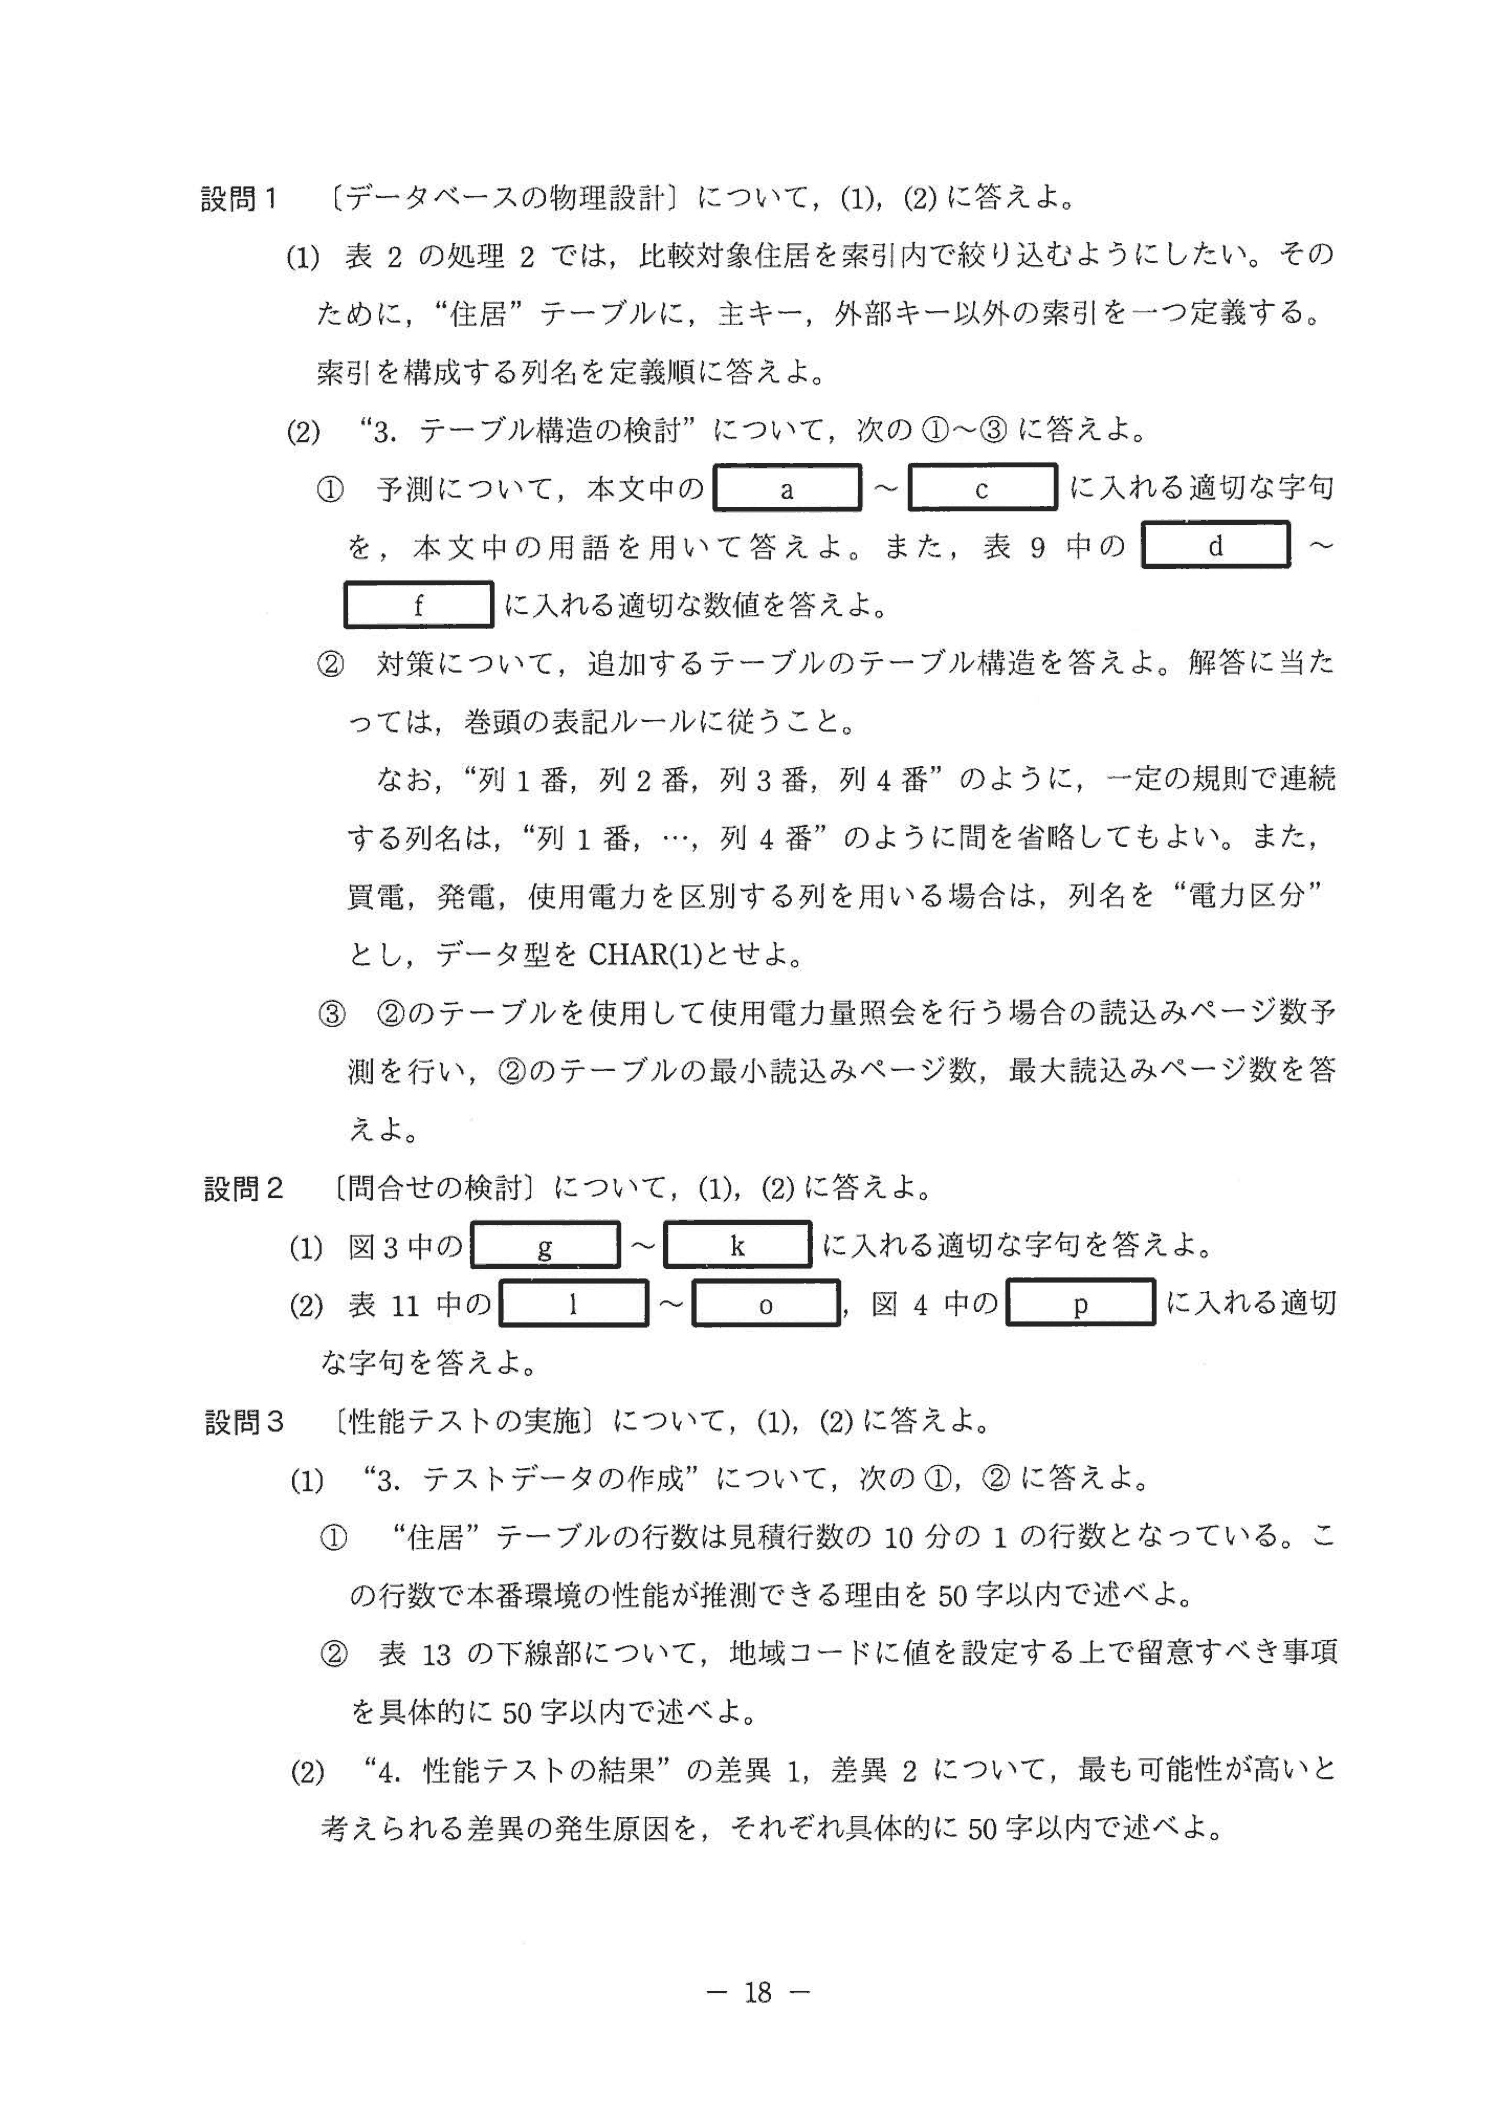 設問1 〔データベースの物理設計〕について，(1)，(2)に答えよ。
(1) 表 2 の処理 2 では，比較対象住居を索引内で絞り込むようにしたい。その
ために，“住居”テーブルに，主キー，外部キー以外の索引を一つ定義する。
索引を構成する列名を定義順に答えよ。
(2) “3. テーブル構造の検討”について，次の①～③に答えよ。
① 予測について，本文中の a ～ c に入れる適切な字句
を，本文中の用語を用いて答えよ。また，表 9 中の d ～
f に入れる適切な数値を答えよ。
② 対策について，追加するテーブルのテーブル構造を答えよ。解答に当た
っては，巻頭の表記ルールに従うこと。
なお，“列 1 番，列 2 番，列 3 番，列 4 番”のように，一定の規則で連続
する列名は，“列 1 番，…，列 4 番”のように間を省略してもよい。また，
買電，発電，使用電力を区別する列を用いる場合は，列名を“電力区分”
とし，データ型を CHAR(1)とせよ。
③ ②のテーブルを使用して使用電力量照会を行う場合の読込みページ数予
測を行い，②のテーブルの最小読込みページ数，最大読込みページ数を答
えよ。
設問2 〔問合せの検討〕について，(1)，(2)に答えよ。
(1) 図 3 中の g ～ k に入れる適切な字句を答えよ。
(2) 表 11 中の l ～ o ，図 4 中の p に入れる適切
な字句を答えよ。
設問3 〔性能テストの実施〕について，(1)，(2)に答えよ。
(1) “3. テストデータの作成”について，次の①，②に答えよ。
① “住居”テーブルの行数は見積行数の 10 分の 1 の行数となっている。こ
の行数で本番環境の性能が推測できる理由を 50 字以内で述べよ。
② 表 13 の下線部について，地域コードに値を設定する上で留意すべき事項
を具体的に 50 字以内で述べよ。
(2) “4. 性能テストの結果”の差異 1，差異 2 について，最も可能性が高いと
考えられる差異の発生原因を，それぞれ具体的に 50 字以内で述べよ。
－ 18 －